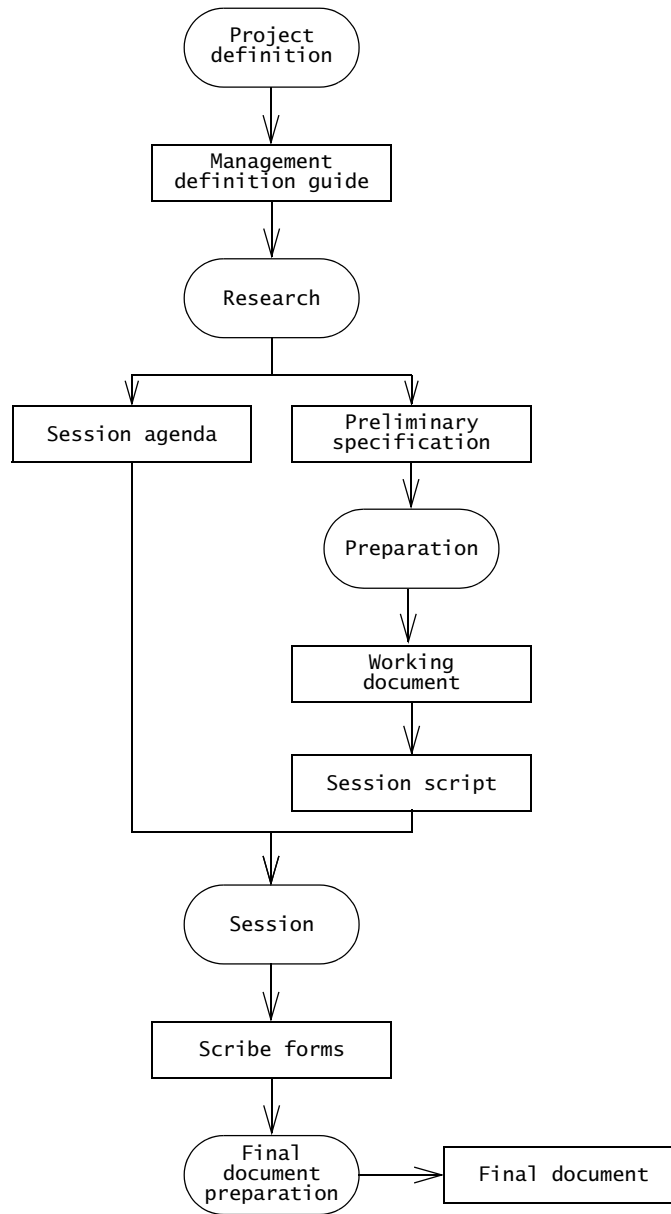 Project
definition
Management
definition guide
Research
Session agenda
Preliminary
specification
Preparation
Working
document
Session script
Session
Scribe forms
Final
document
preparation
Final document